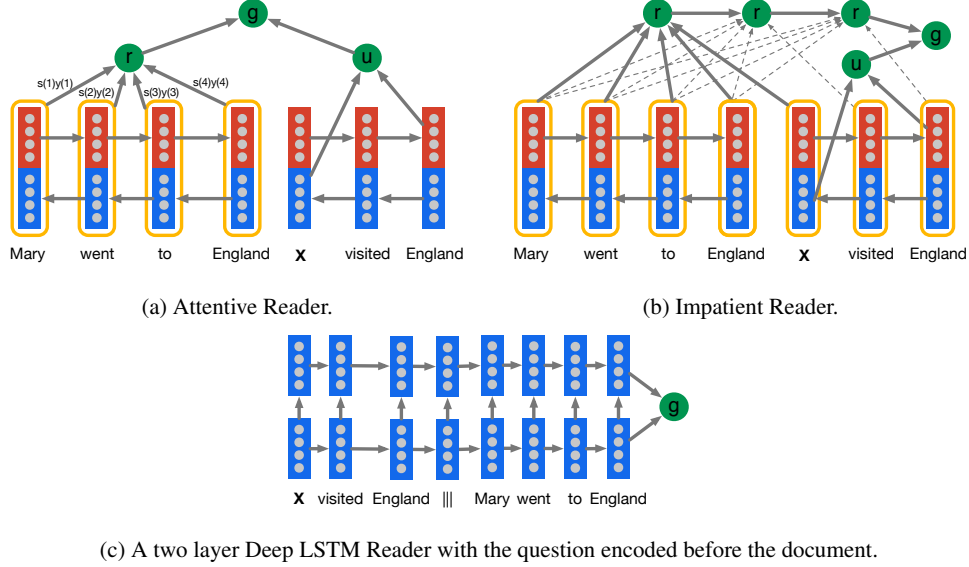 g
r
u
s(1)y(1)
s(2)y(2)
s(3)y(3)
s(4)y(4)
Mary went to England X visited England
(a) Attentive Reader.
r r r
g
u
Mary went to England X visited England
(b) Impatient Reader.
g
X visited England ||| Mary went to England
(c) A two layer Deep LSTM Reader with the question encoded before the document.